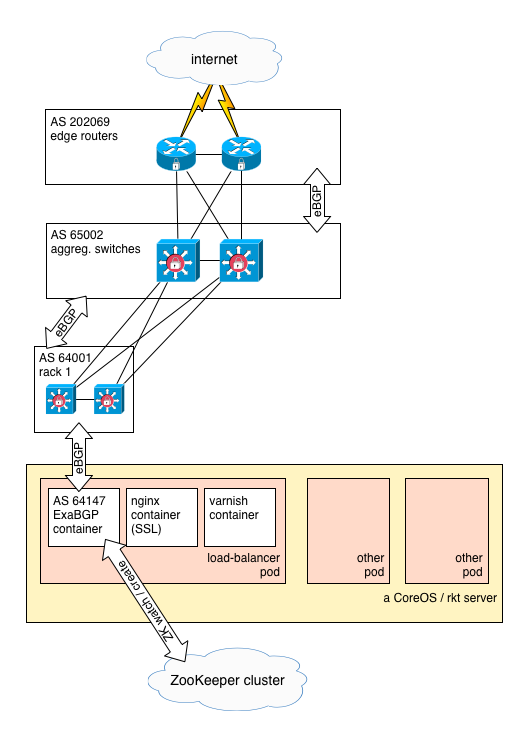 internet
AS 202069
edge routers
eBGP
AS 65002
aggreg. switches
eBGP
AS 64001
rack 1
eBGP
AS 64147
ExaBGP
container
nginx
container
(SSL)
varnish
container
load-balancer
pod
other
pod
other
pod
a CoreOS / rkt server
ZK watch / create
ZooKeeper cluster